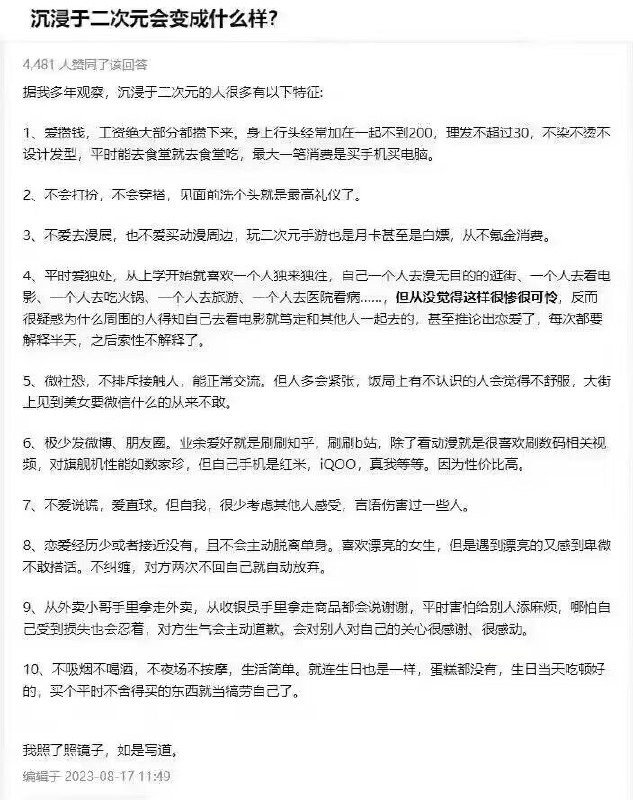 沉浸于二次元会变成什么样?
4,481 人赞同了该回答
据我多年观察，沉浸于二次元的人很多有以下特征:
1、爱攒钱，工资绝大部分都攒下来。身上行头经常加在一起不到200，理发不超过30，不染不烫不
设计发型，平时能去食堂就去食堂吃，最大一笔消费是买手机买电脑。
2、不会打扮，不会穿搭，见面前洗个头就是最高礼仪了。
3、不爱去漫展，也不爱买动漫周边，玩二次元手游也是月卡甚至是白嫖，从不氪金消费。
4、平时爱独处，从上学开始就喜欢一个人独来独往，自己一个人去漫无目的的逛街、一个人去看电
影、一个人去吃火锅、一个人去旅游、一个人去医院看病......，但从没觉得这样很惨很可怜，反而
很疑惑为什么周围的人得知自己去看电影就笃定和其他人一起去的，甚至推论出恋爱了，每次都要
解释半天，之后索性不解释了。
5、微社恐，不排斥接触人，能正常交流。但人多会紧张，饭局上有不认识的人会觉得不舒服，大街
上见到美女要微信什么的从来不敢。
6、极少发微博、朋友圈。业余爱好就是刷刷知乎，刷刷b站，除了看动漫就是很喜欢刷数码相关视
频，对旗舰机性能如数家珍，但自己手机是红米，iQOO，真我等等。因为性价比高。
7、不爱说谎，爱直球。但自我，很少考虑其他人感受，言语伤害过一些人。
8、恋爱经历少或者接近没有，且不会主动脱离单身。喜欢漂亮的女生，但是遇到漂亮的又感到卑微
不敢搭话。不纠缠，对方两次不回自己就自动放弃。
9、从外卖小哥手里拿走外卖，从收银员手里拿走商品都会说谢谢，平时害怕给别人添麻烦，哪怕自
己受到损失也会忍着，对方生气会主动道歉。会对别人对自己的关心很感谢、很感动。
10、不吸烟不喝酒，不夜场不按摩，生活简单。就连生日也是一样，蛋糕都没有，生日当天吃顿好
的，买个平时不舍得买的东西就当犒劳自己了。
我照了照镜子，如是写道。
编辑于 2023-08-17 11:49